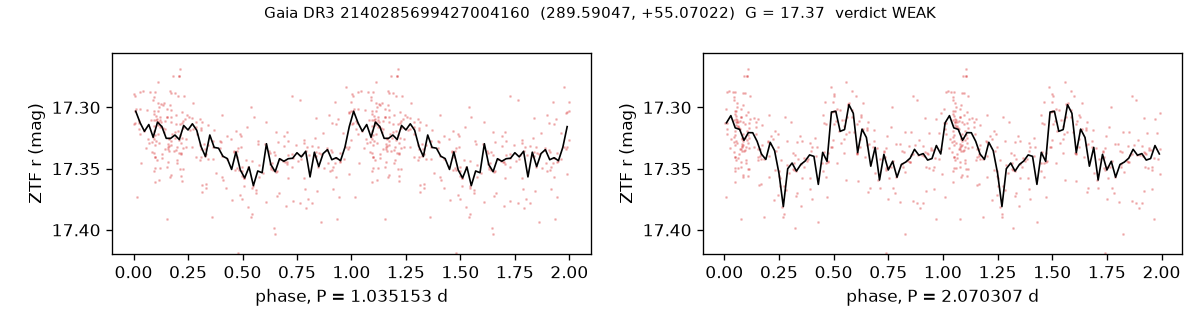 Gaia DR3 2140285699427004160  (289.59047, +55.07022)  G = 17.37  verdict WEAK
ZTF r (mag)
17.30
17.35
17.40
0.00 0.25 0.50 0.75 1.00 1.25 1.50 1.75 2.00
phase, P = 1.035153 d
ZTF r (mag)
17.30
17.35
17.40
0.00 0.25 0.50 0.75 1.00 1.25 1.50 1.75 2.00
phase, P = 2.070307 d